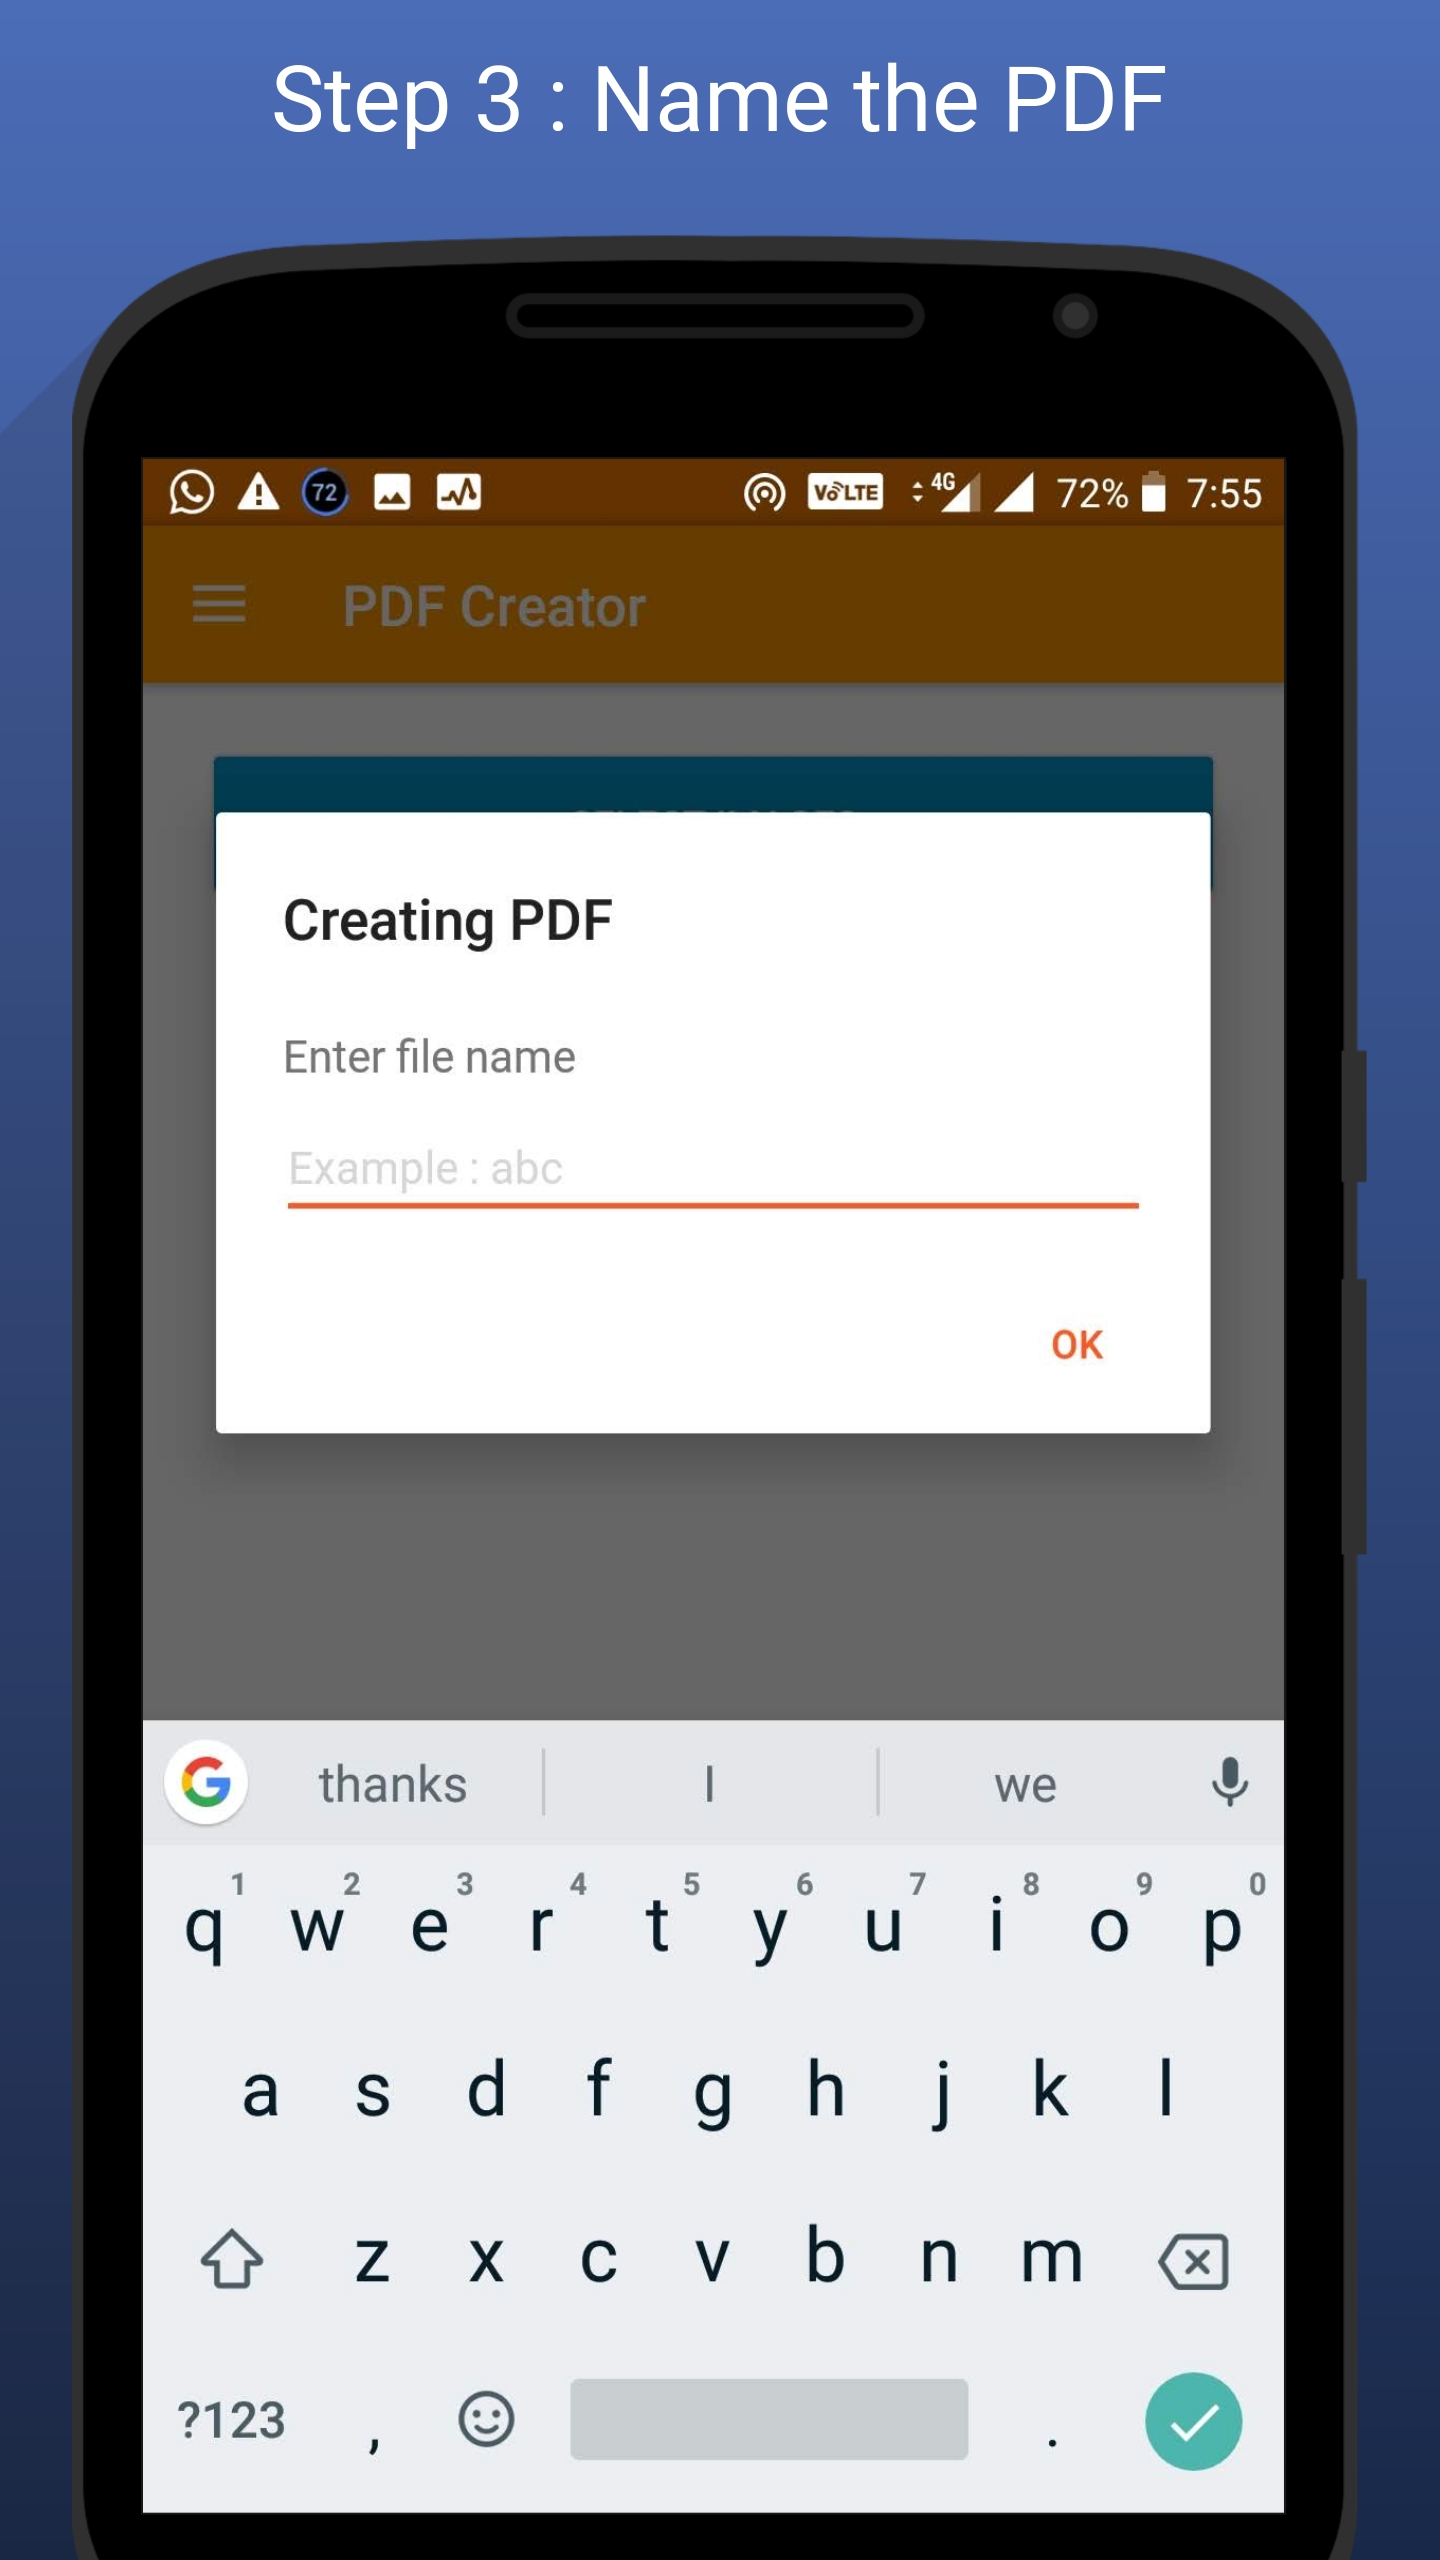 Step 3 : Name the PDF
72 VoLTE 4G 72% 7:55
PDF Creator
Creating PDF
Enter file name
Example : abc
OK
G thanks I we
1 2 3 4 5 6 7 8 9 0
q w e r t y u i o p
a s d f g h j k l
z x c v b n m
?123 , .